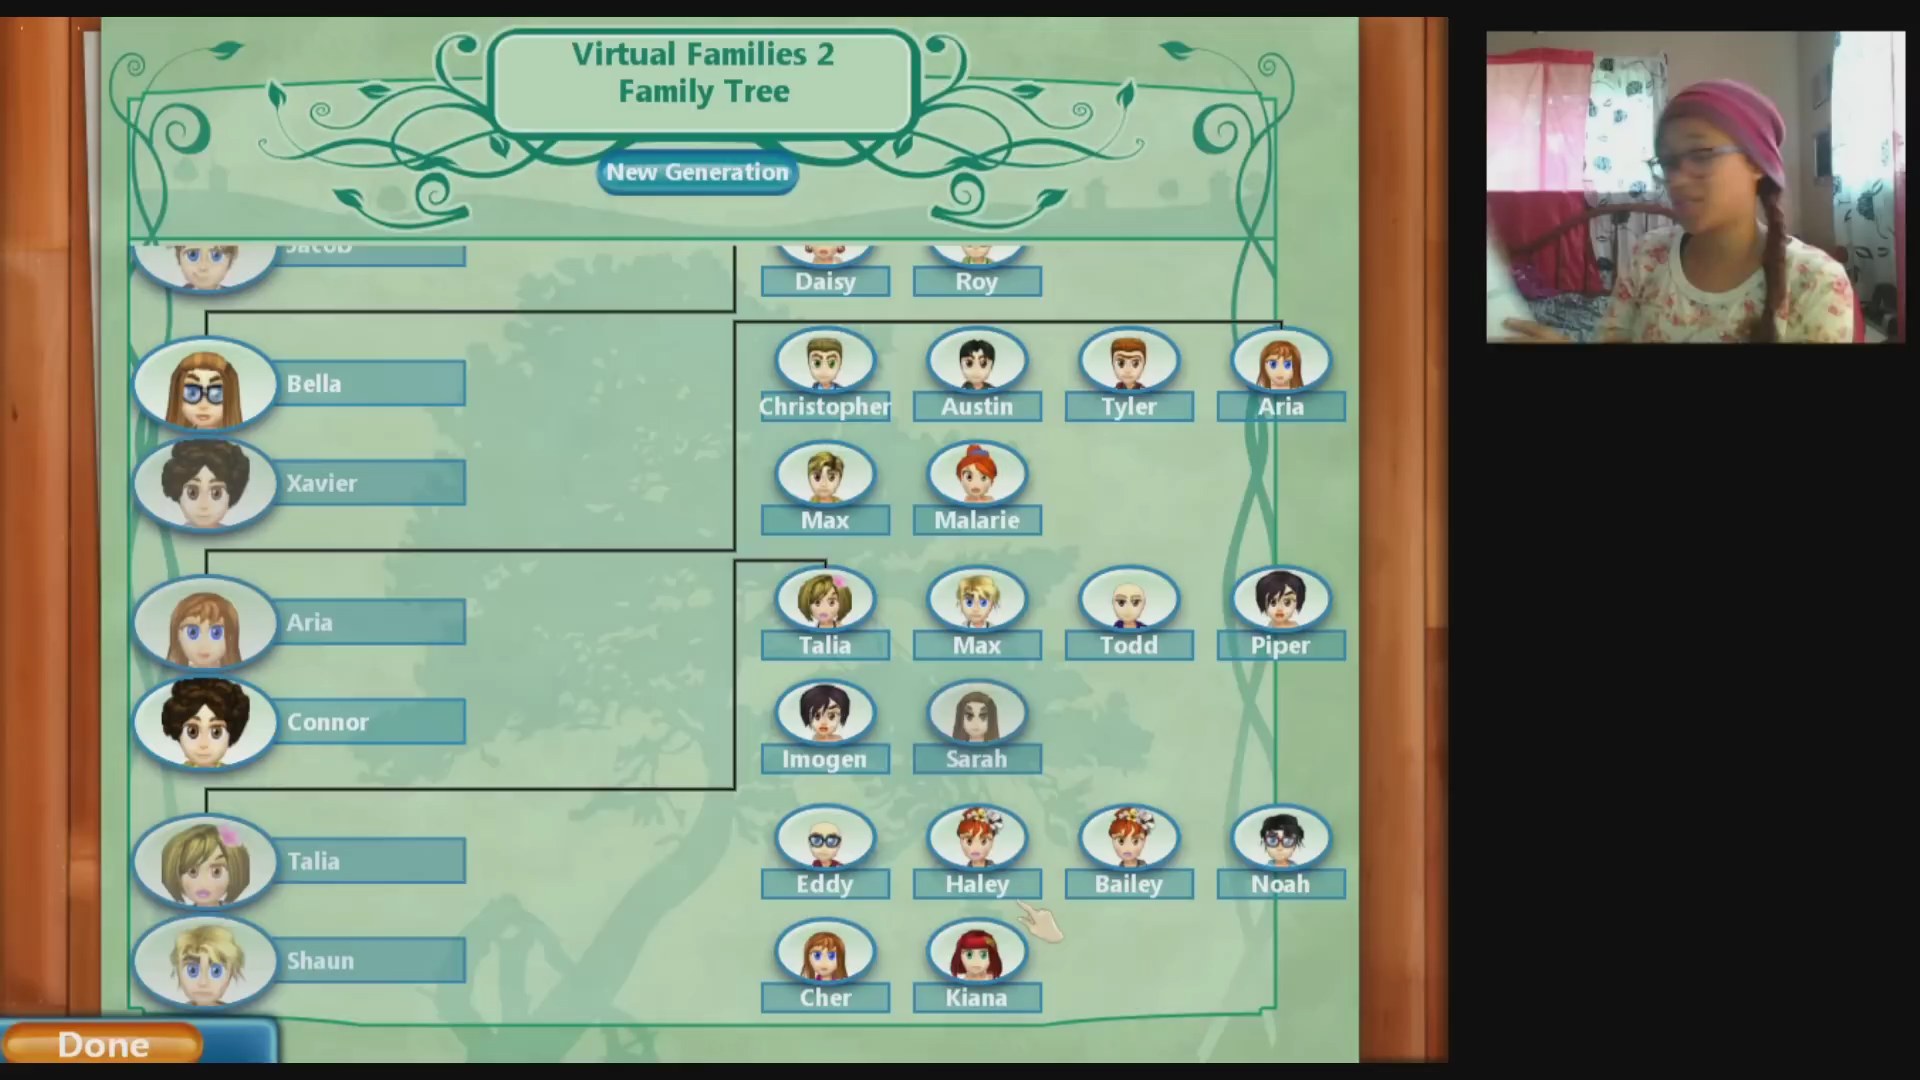 Virtual Families 2
Family Tree
New Generation
Jacob
Daisy
Roy
Bella
Christopher
Austin
Tyler
Aria
Xavier
Max
Malarie
Aria
Talia
Max
Todd
Piper
Connor
Imogen
Sarah
Talia
Eddy
Haley
Bailey
Noah
Shaun
Cher
Kiana
Done